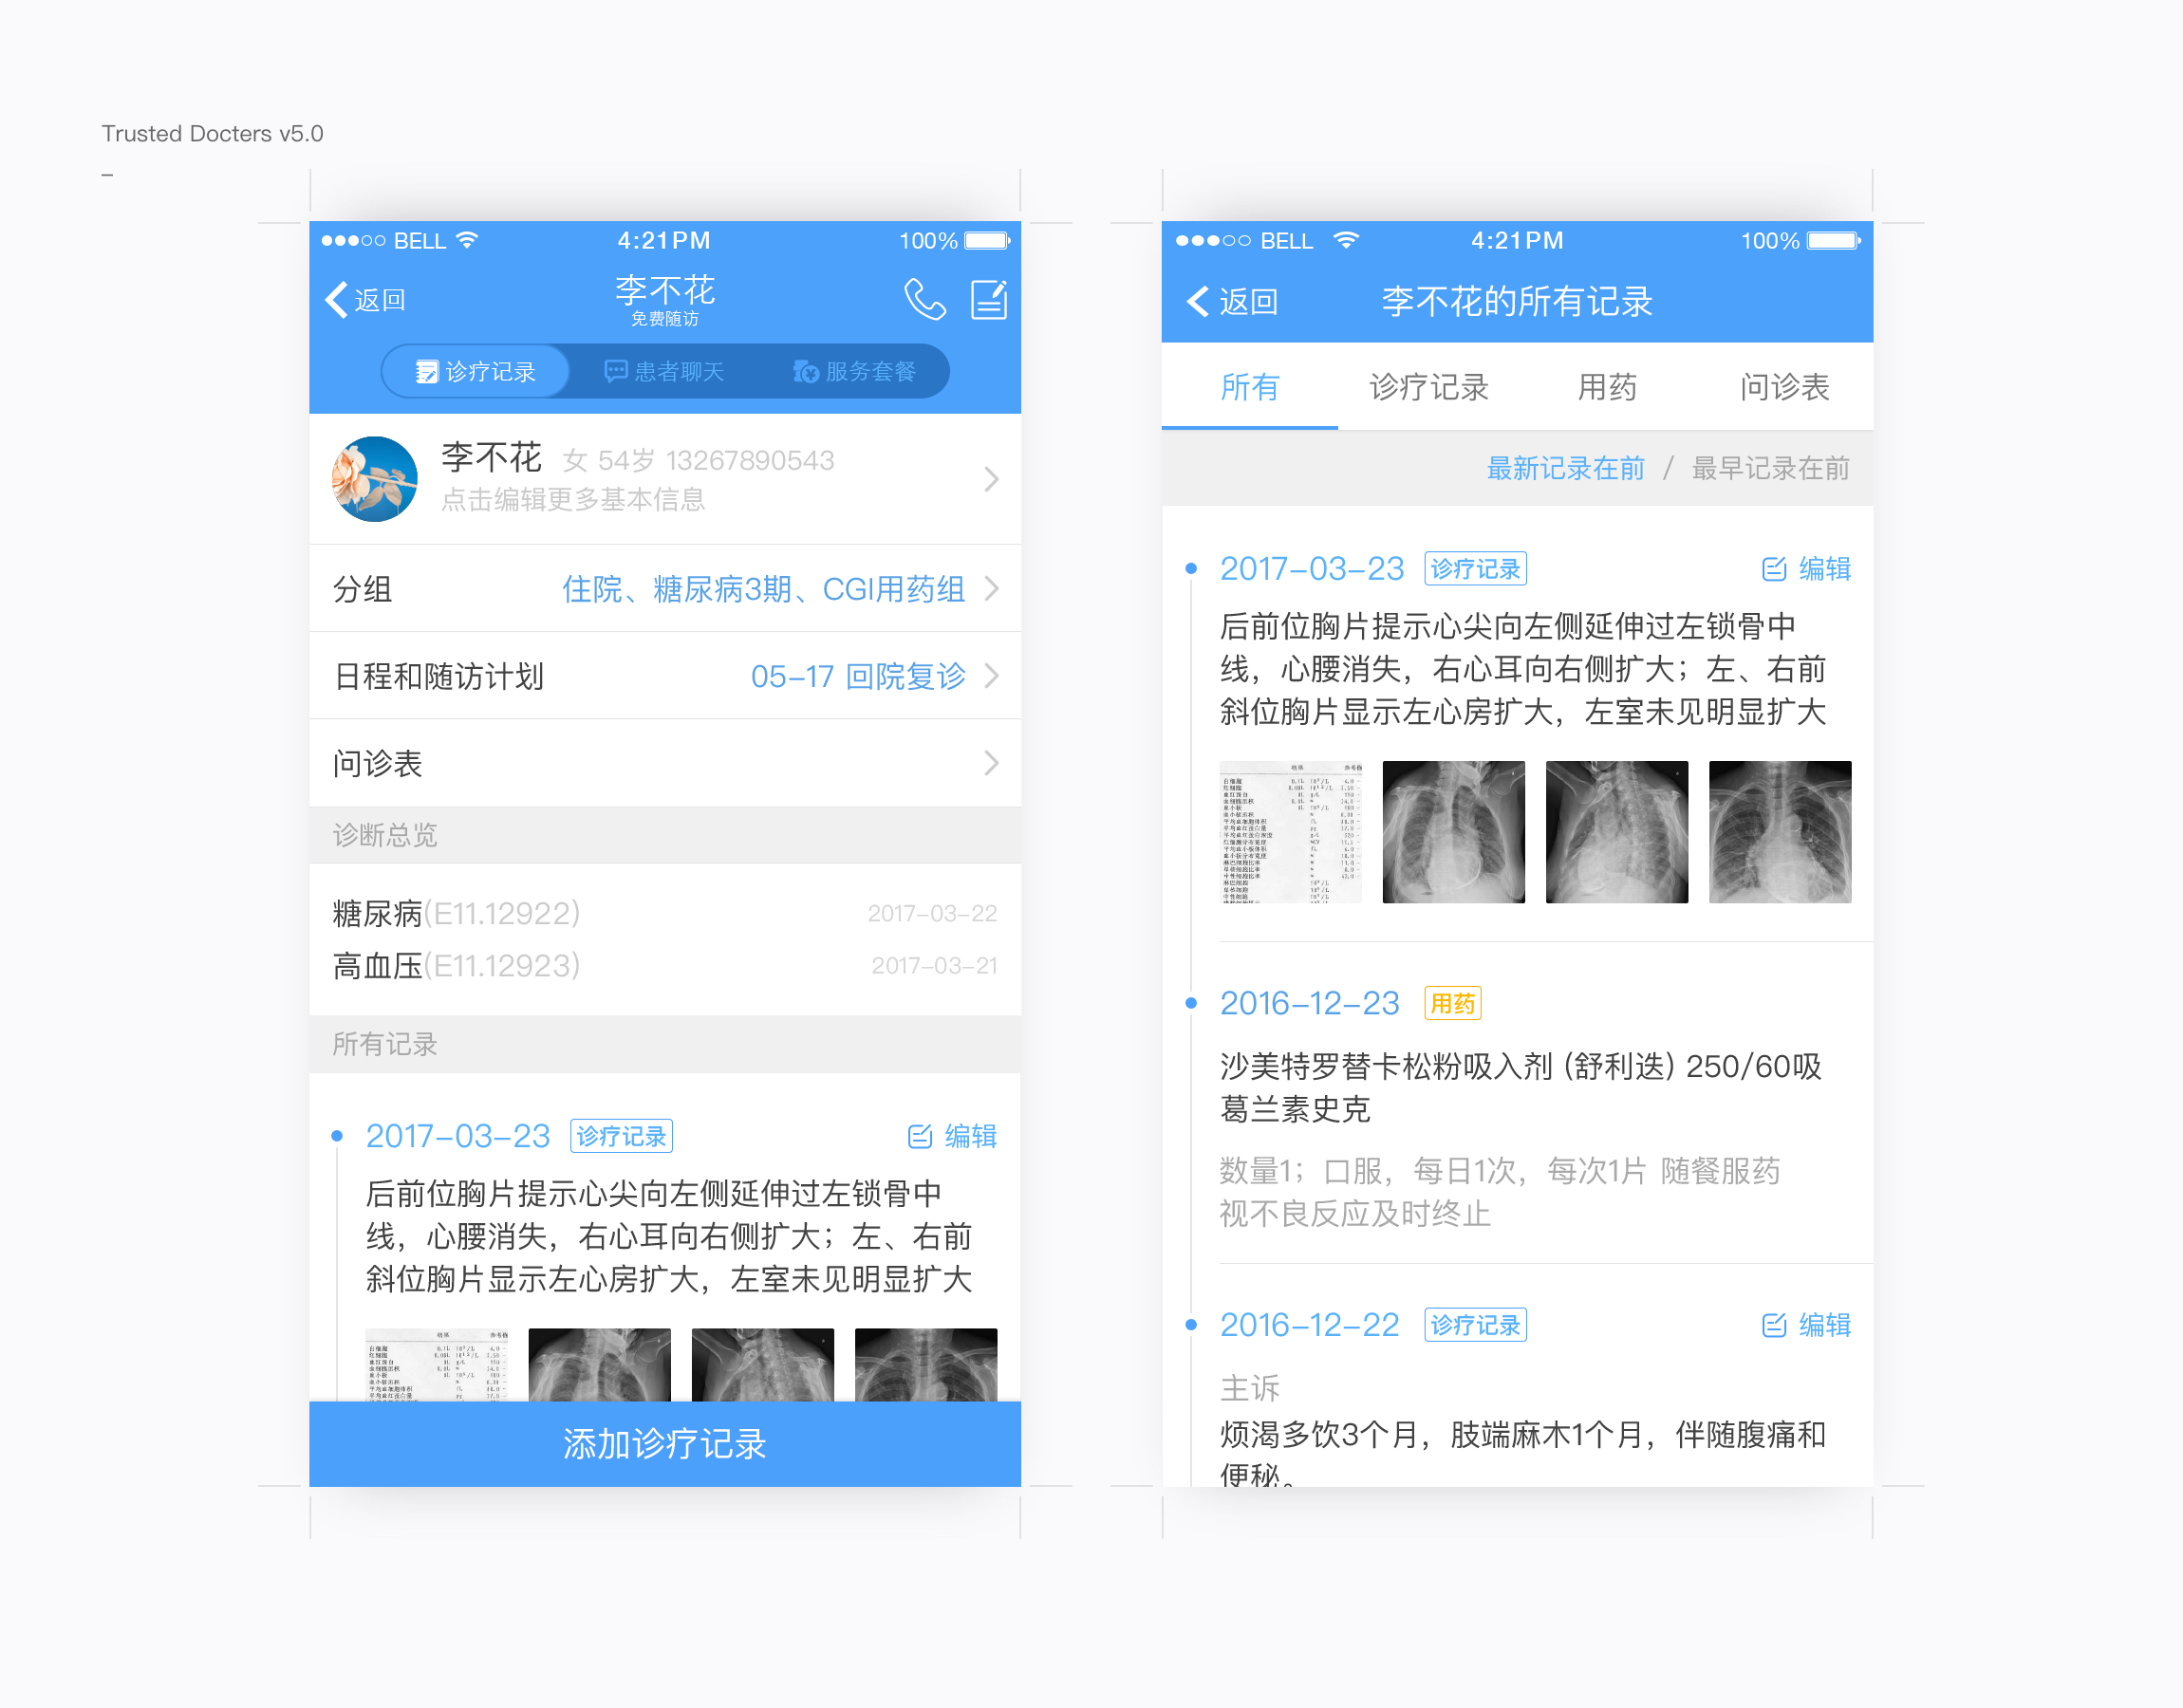 Trusted Docters v5.0
–
BELL 4:21PM 100%
返回 李不花
免费随访
诊疗记录 患者聊天 服务套餐
李不花 女 54岁 13267890543
点击编辑更多基本信息
分组 住院、糖尿病3期、CGI用药组
日程和随访计划 05-17 回院复诊
问诊表
诊断总览
糖尿病(E11.12922) 2017-03-22
高血压(E11.12923) 2017-03-21
所有记录
2017-03-23 诊疗记录 编辑
后前位胸片提示心尖向左侧延伸过左锁骨中
线，心腰消失，右心耳向右侧扩大；左、右前
斜位胸片显示左心房扩大，左室未见明显扩大
添加诊疗记录
BELL 4:21PM 100%
返回 李不花的所有记录
所有 诊疗记录 用药 问诊表
最新记录在前 / 最早记录在前
2017-03-23 诊疗记录 编辑
后前位胸片提示心尖向左侧延伸过左锁骨中
线，心腰消失，右心耳向右侧扩大；左、右前
斜位胸片显示左心房扩大，左室未见明显扩大
2016-12-23 用药
沙美特罗替卡松粉吸入剂 (舒利迭) 250/60吸
葛兰素史克
数量1；口服，每日1次，每次1片 随餐服药
视不良反应及时终止
2016-12-22 诊疗记录 编辑
主诉
烦渴多饮3个月，肢端麻木1个月，伴随腹痛和
便秘。